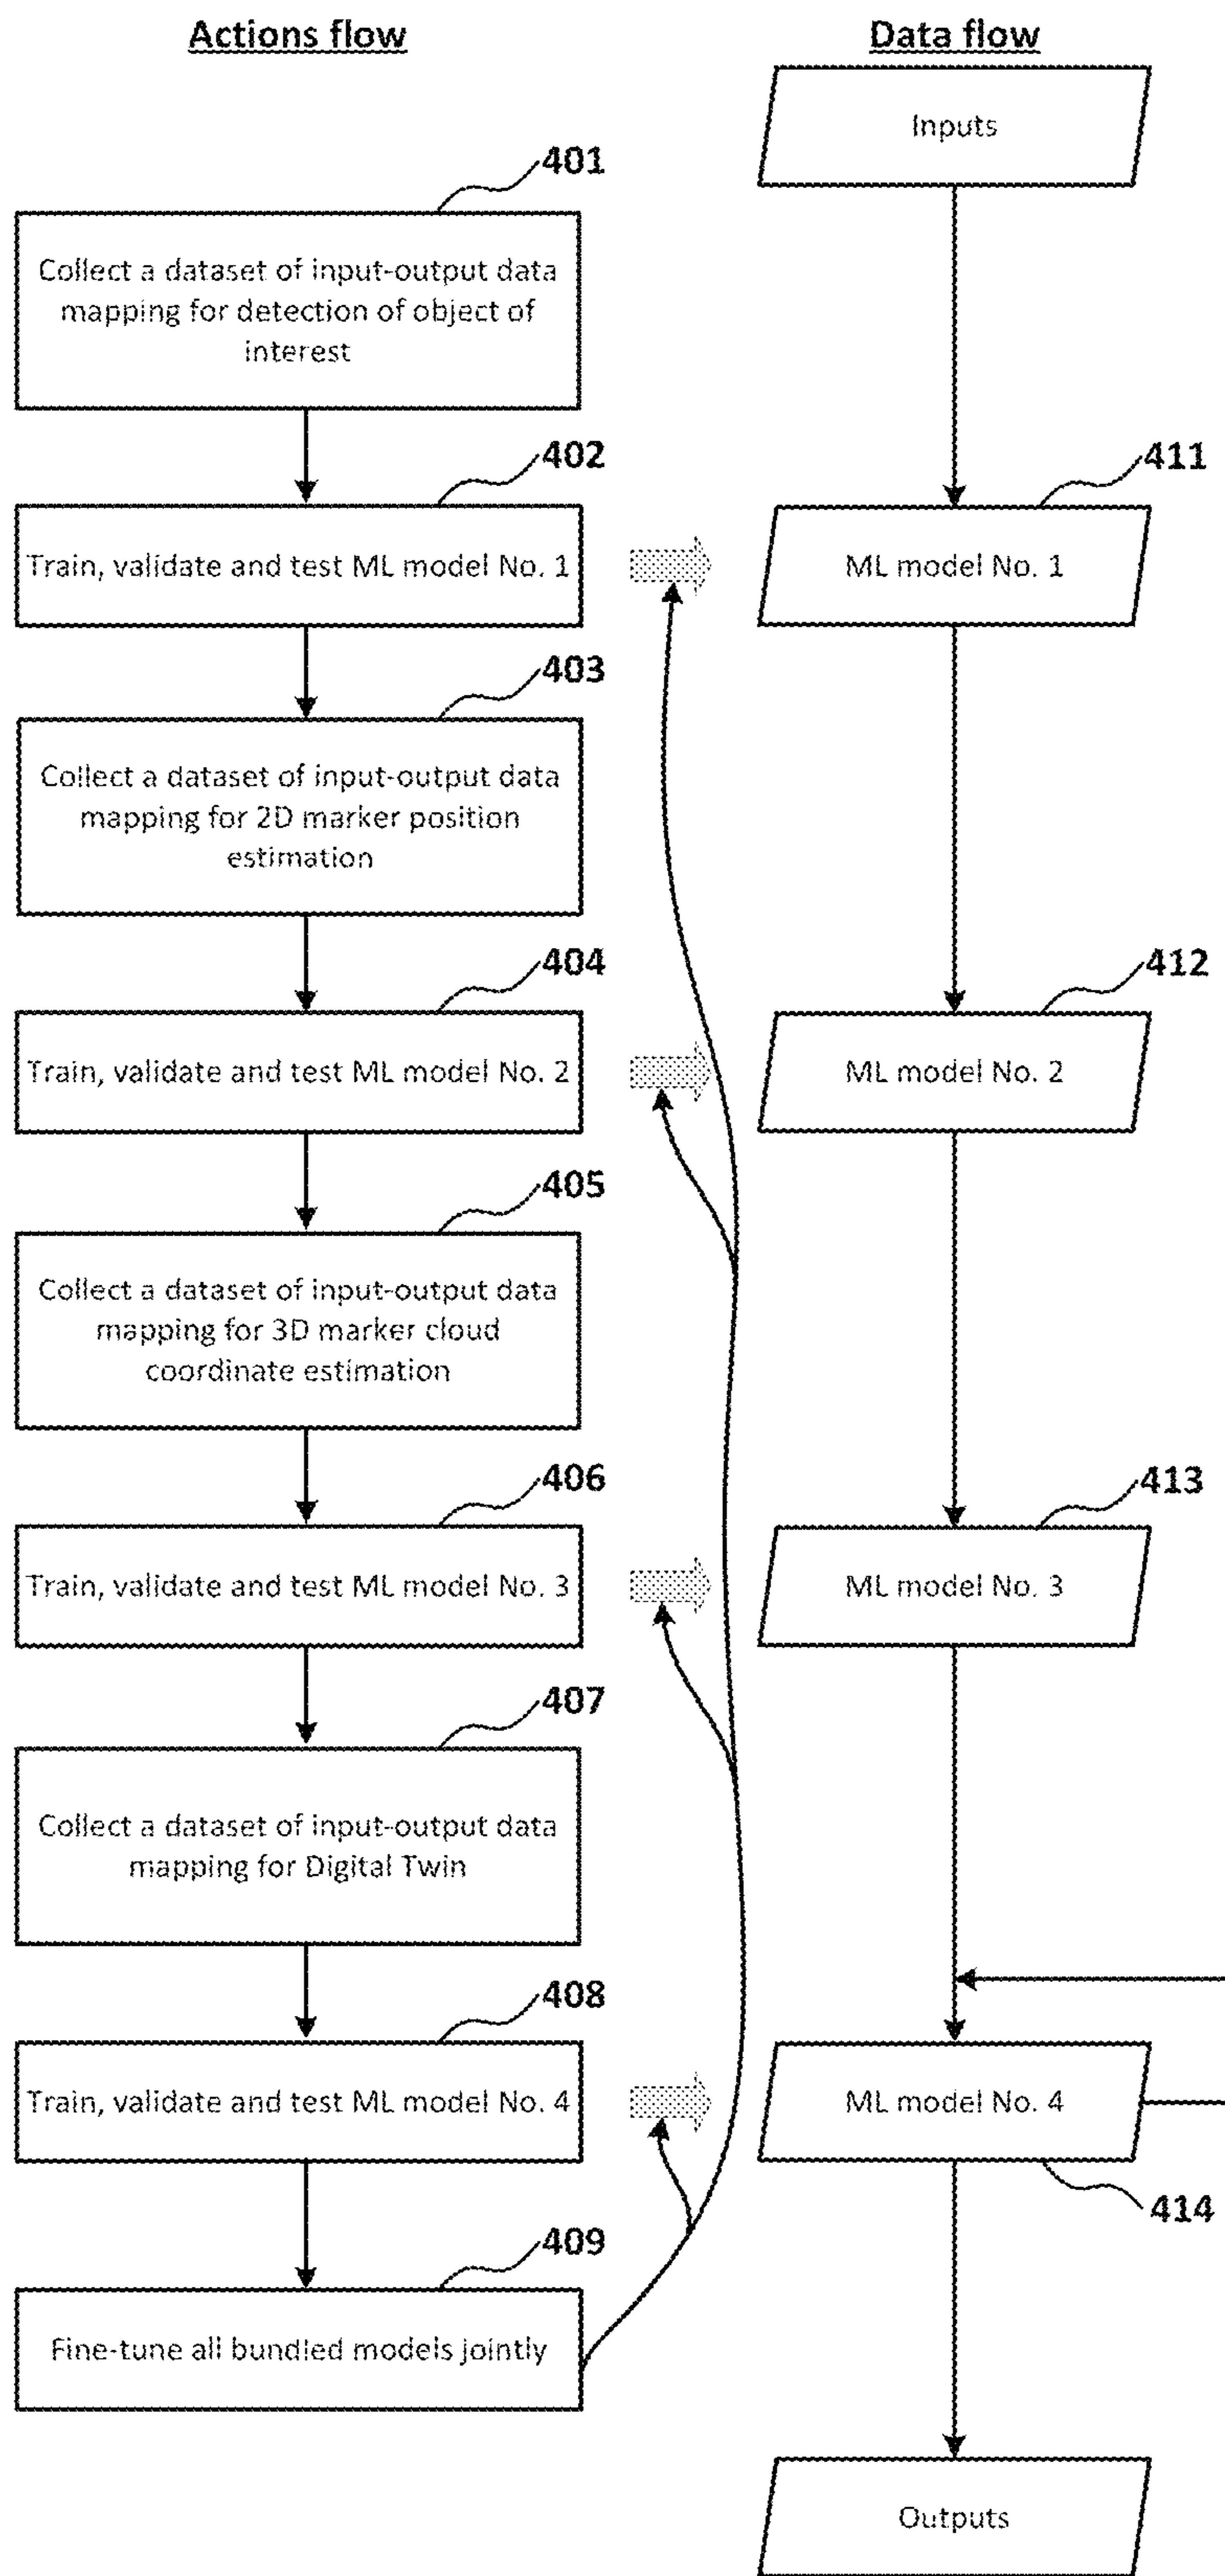 Actions flow
Data flow
Inputs
401
Collect a dataset of input-output data
mapping for detection of object of
interest
402
411
Train, validate and test ML model No. 1
ML model No. 1
403
Collect a dataset of input-output data
mapping for 2D marker position
estimation
404
412
Train, validate and test ML model No. 2
ML model No. 2
405
Collect a dataset of input-output data
mapping for 3D marker cloud
coordinate estimation
406
413
Train, validate and test ML model No. 3
ML model No. 3
407
Collect a dataset of input-output data
mapping for Digital Twin
408
Train, validate and test ML model No. 4
ML model No. 4
414
409
Fine-tune all bundled models jointly
Outputs